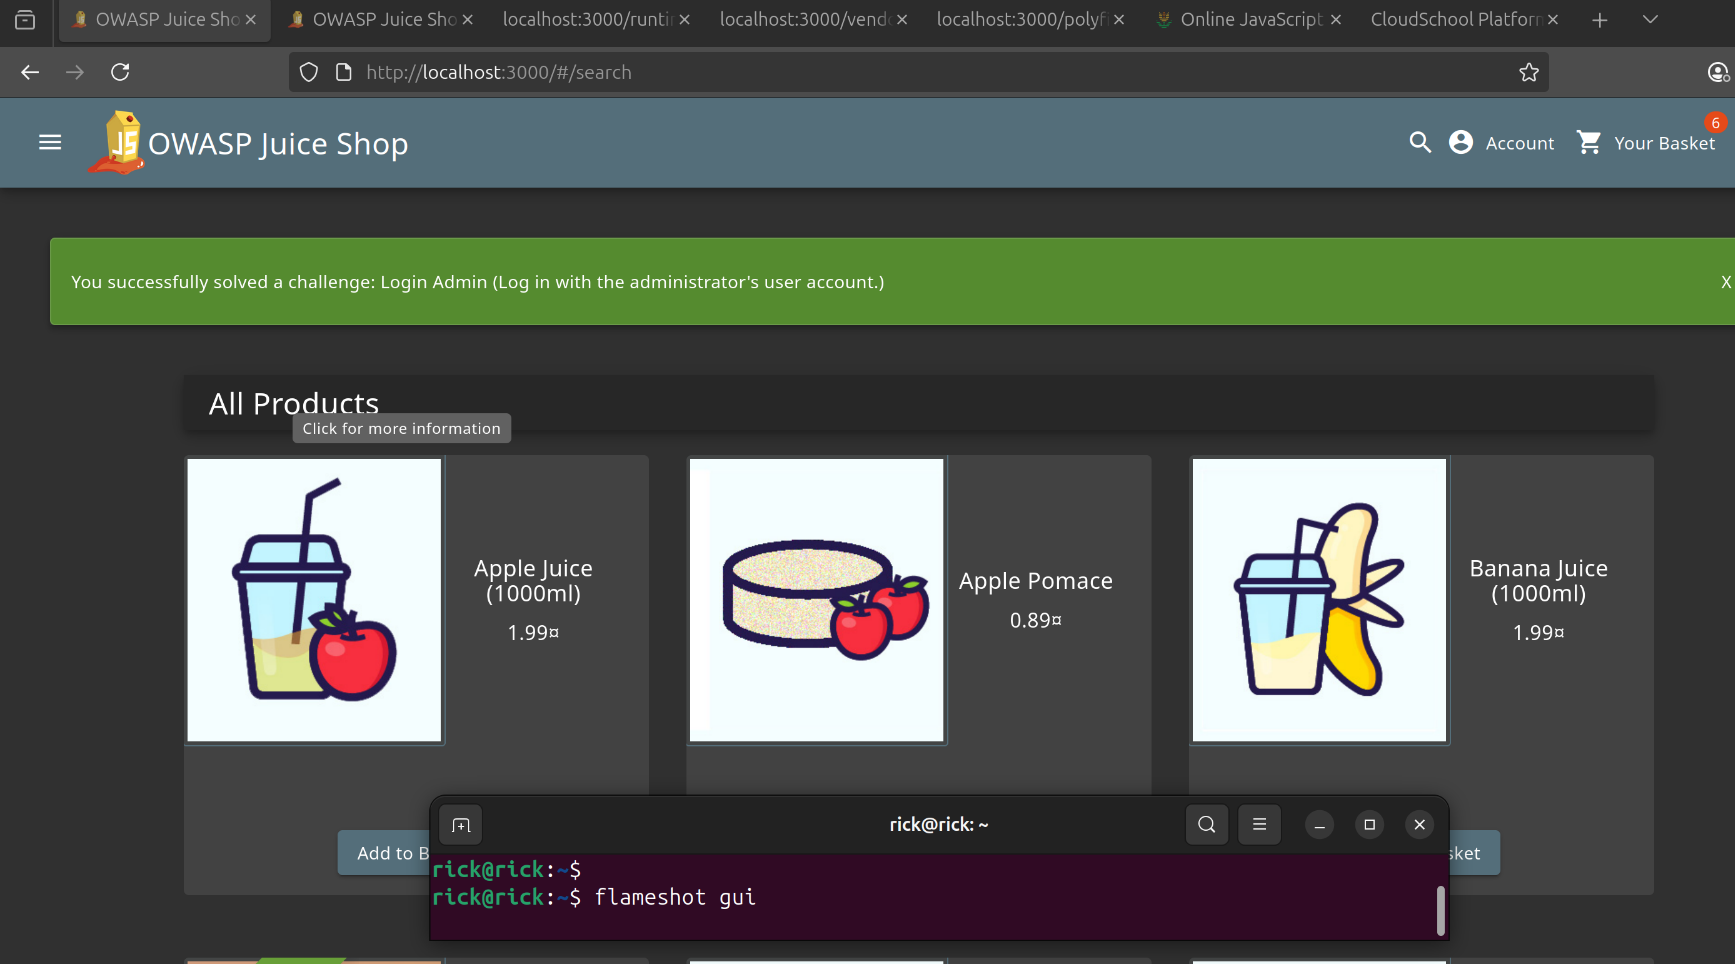 OWASP Juice Sho
OWASP Juice Sho
localhost:3000/runti
localhost:3000/vend
localhost:3000/polyf
Online JavaScript
CloudSchool Platforn
http://localhost:3000/#/search
OWASP Juice Shop
Account
Your Basket
6
You successfully solved a challenge: Login Admin (Log in with the administrator's user account.)
X
All Products
Click for more information
Apple Juice
(1000ml)
1.99¤
Apple Pomace
0.89¤
Banana Juice
(1000ml)
1.99¤
Add to B
sket
rick@rick: ~
rick@rick:~$
rick@rick:~$ flameshot gui